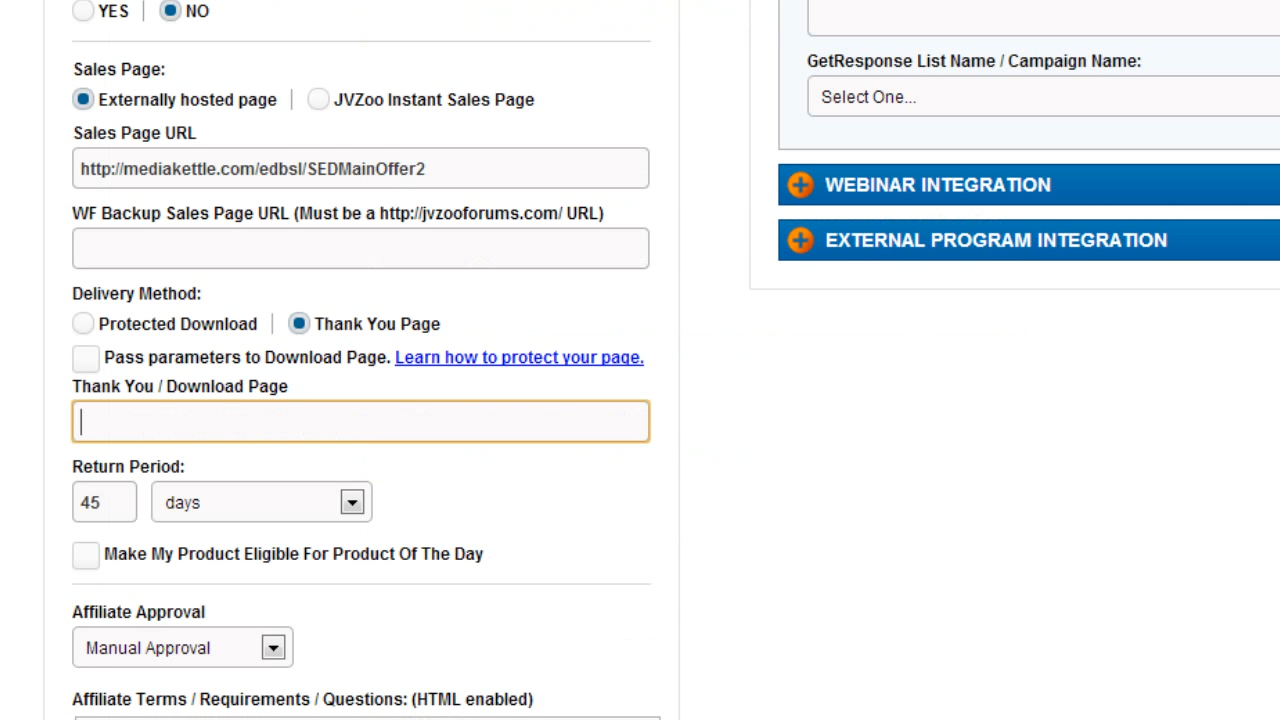 YES | NO
Sales Page:
Externally hosted page | JVZoo Instant Sales Page
Sales Page URL
http://mediakettle.com/edbsl/SEDMainOffer2
WF Backup Sales Page URL (Must be a http://jvzooforums.com/ URL)
Delivery Method:
Protected Download | Thank You Page
Pass parameters to Download Page. Learn how to protect your page.
Thank You / Download Page
Return Period:
45 days
Make My Product Eligible For Product Of The Day
Affiliate Approval
Manual Approval
Affiliate Terms / Requirements / Questions: (HTML enabled)
GetResponse List Name / Campaign Name:
Select One...
WEBINAR INTEGRATION
EXTERNAL PROGRAM INTEGRATION